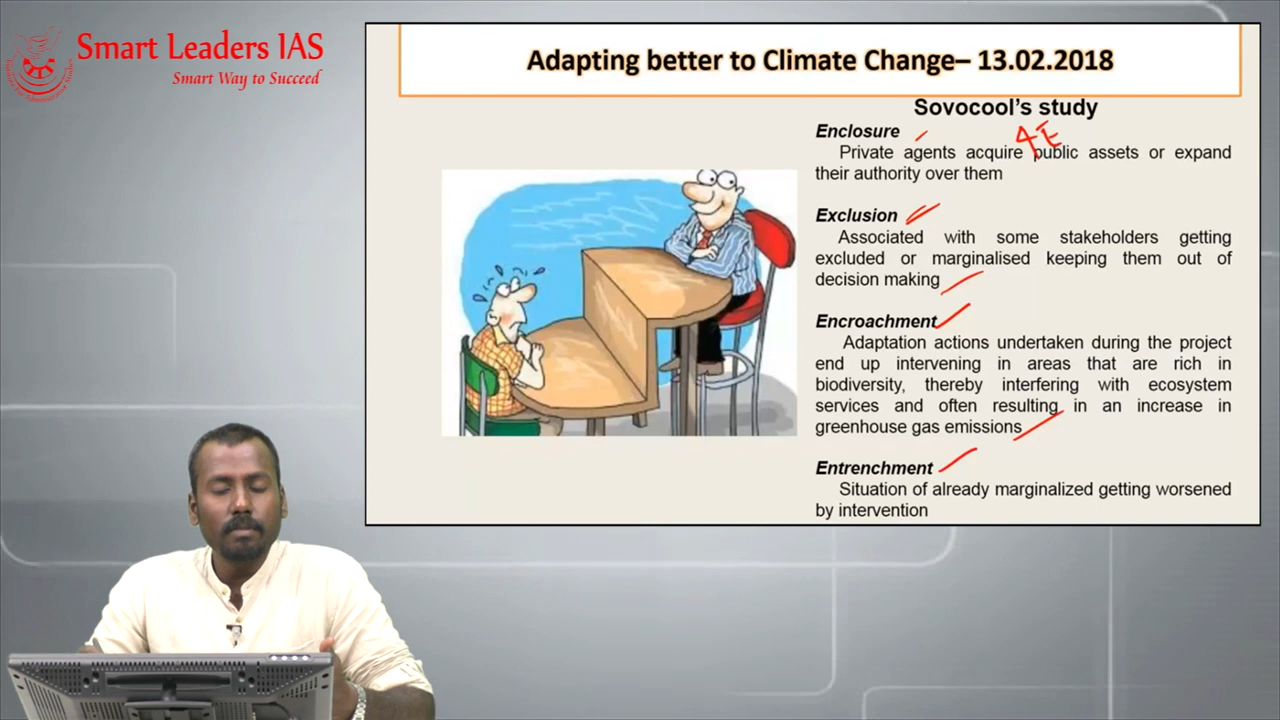 Smart Leaders IAS
Smart Way to Succeed
Adapting better to Climate Change– 13.02.2018
Sovocool's study
4E
Enclosure
Private agents acquire public assets or expand
their authority over them
Exclusion
Associated with some stakeholders getting
excluded or marginalised keeping them out of
decision making
Encroachment
Adaptation actions undertaken during the project
end up intervening in areas that are rich in
biodiversity, thereby interfering with ecosystem
services and often resulting in an increase in
greenhouse gas emissions
Entrenchment
Situation of already marginalized getting worsened
by intervention